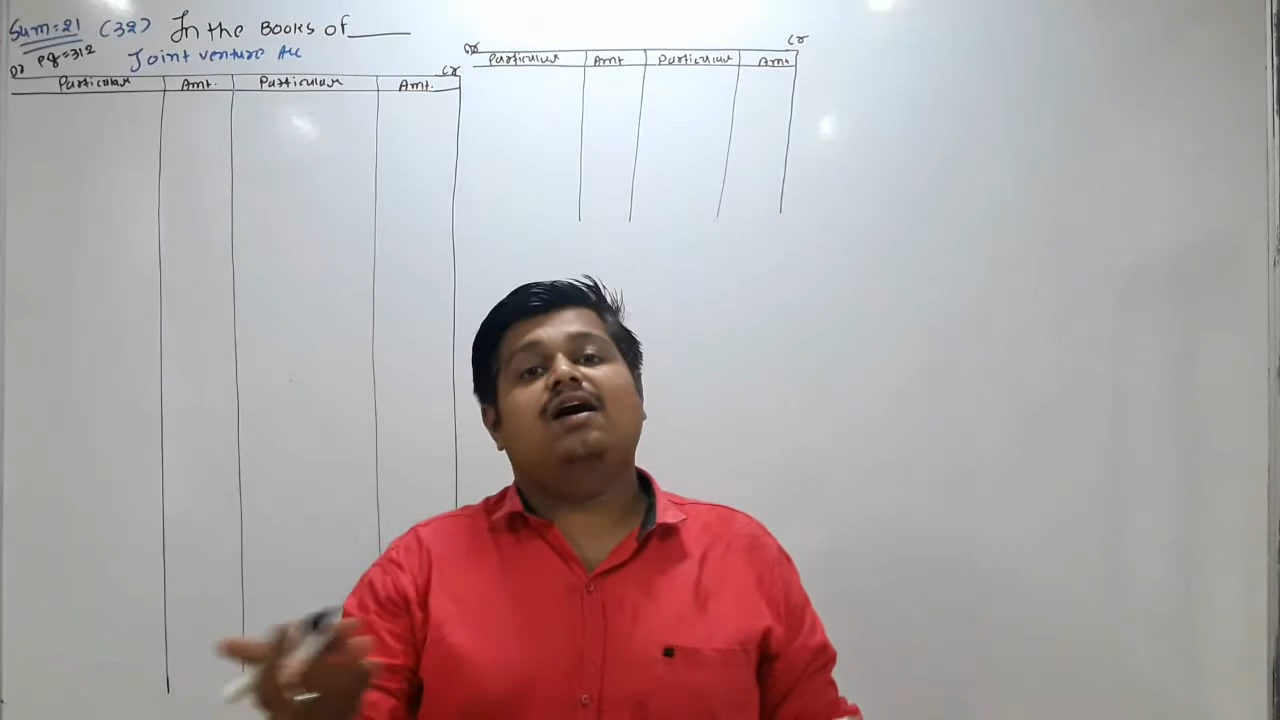 Sum=21 (32) In the Books of____
Pg=312 Joint venture A/c
Dr Cr
Particular Amt. Particular Amt.
Dr Cr
Particular Amt Particular Amt.